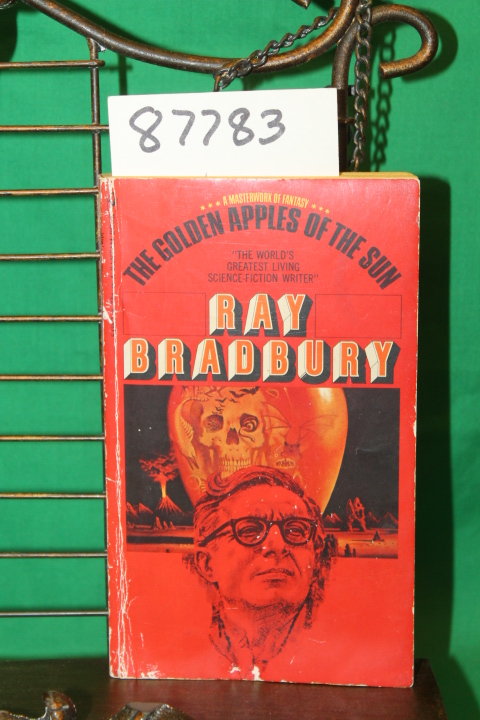 87783
★ ★ ★ A MASTERWORK OF FANTASY ★ ★ ★
THE GOLDEN APPLES OF THE SUN
"THE WORLD'S
GREATEST LIVING
SCIENCE-FICTION WRITER"
RAY
BRADBURY